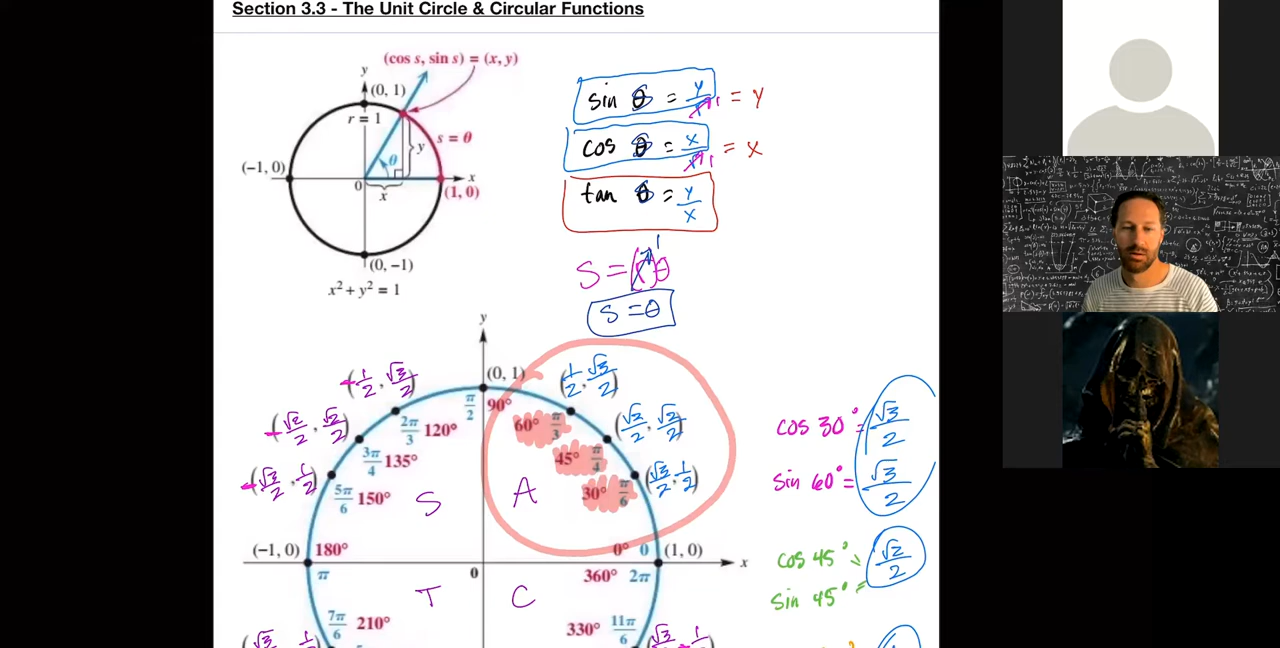 Section 3.3 - The Unit Circle & Circular Functions
(cos s, sin s) = (x, y)
y
(0, 1)
r = 1
s = θ
θ
y
(-1, 0)
0
x
x
(1, 0)
(0, -1)
x² + y² = 1
sin θ = y/r 1 = y
cos θ = x/r 1 = x
tan θ = y/x
s = (r) 1 θ
s = θ
y
(0, 1)
(-1/2, √3/2)
(1/2, √3/2)
π/2 90°
60° π/3
2π/3 120°
(-√2/2, √2/2)
(√2/2, √2/2)
3π/4 135°
45° π/4
(-√3/2, 1/2)
(√3/2, 1/2)
5π/6 150°
S
A
30° π/6
(-1, 0)
180°
π
0° 0
(1, 0)
x
0
360° 2π
T
C
7π/6 210°
330° 11π/6
cos 30° = √3/2
sin 60° = √3/2
cos 45° = √2/2
sin 45° =